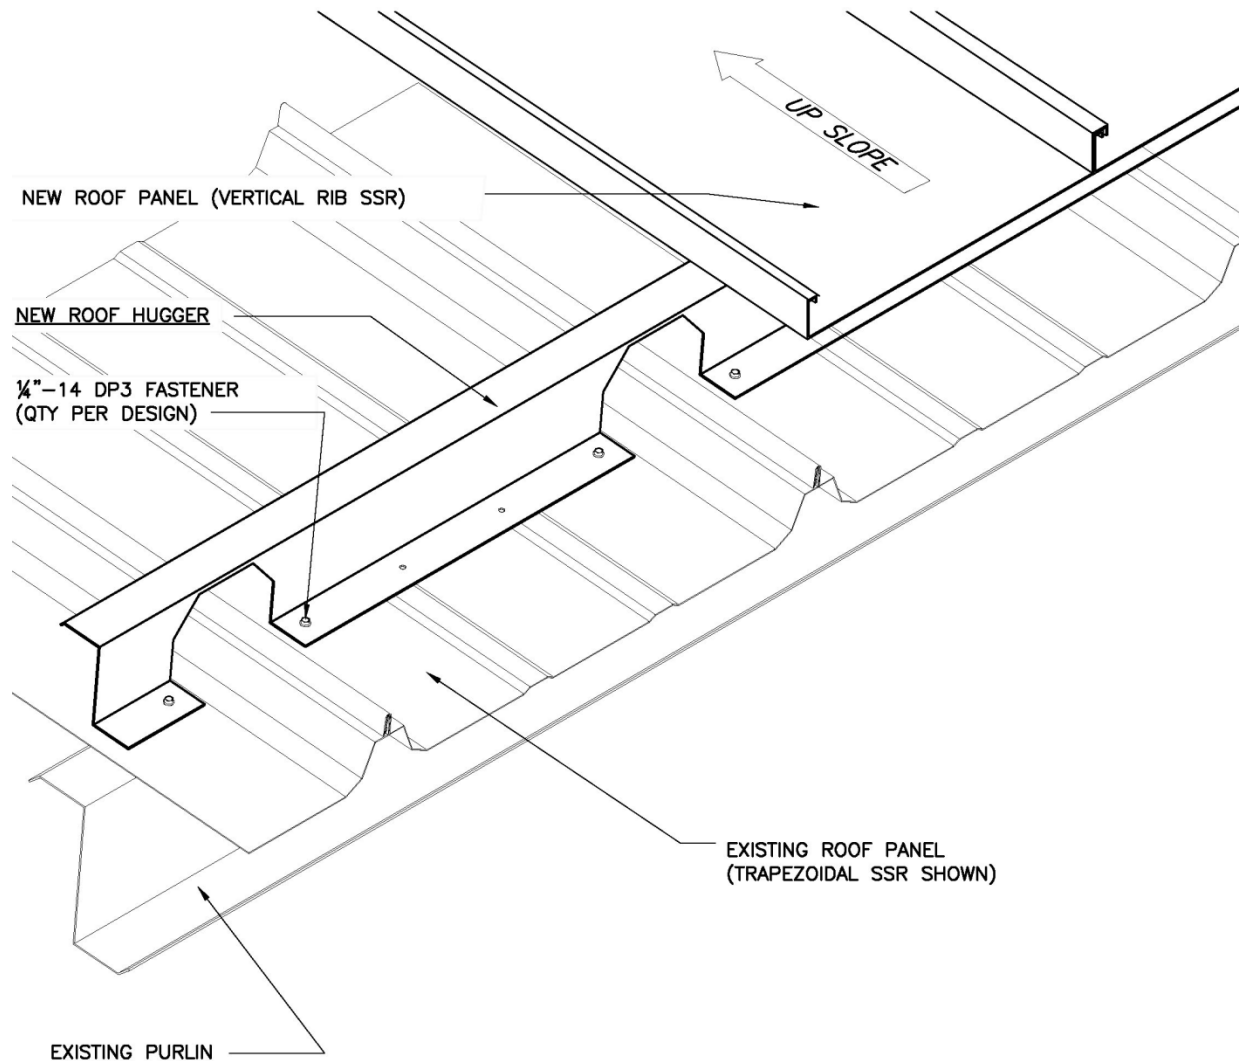 UP SLOPE
NEW ROOF PANEL (VERTICAL RIB SSR)
NEW ROOF HUGGER
¼"-14 DP3 FASTENER
(QTY PER DESIGN)
EXISTING ROOF PANEL
(TRAPEZOIDAL SSR SHOWN)
EXISTING PURLIN